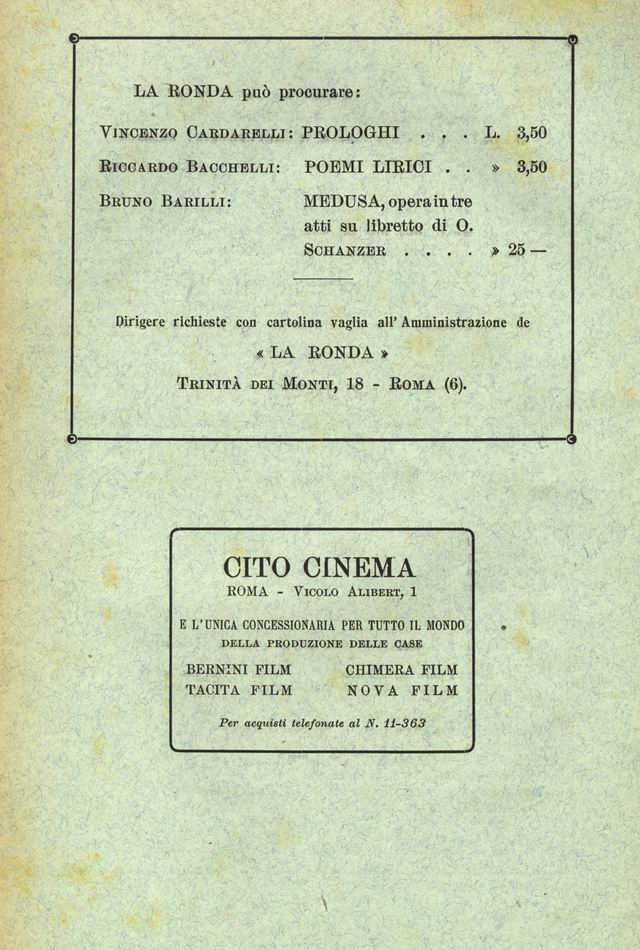 LA RONDA può procurare:
VINCENZO CARDARELLI: PROLOGHI . . . L. 3,50
RICCARDO BACCHELLI: POEMI LIRICI . . » 3,50
BRUNO BARILLI: MEDUSA, opera in tre
atti su libretto di O.
SCHANZER . . . . » 25 —
Dirigere richieste con cartolina vaglia all' Amministrazione de
« LA RONDA »
TRINITÀ DEI MONTI, 18 - ROMA (6).
CITO CINEMA
ROMA - VICOLO ALIBERT, 1
E L'UNICA CONCESSIONARIA PER TUTTO IL MONDO
DELLA PRODUZIONE DELLE CASE
BERNINI FILM CHIMERA FILM
TACITA FILM NOVA FILM
Per acquisti telefonate al N. 11-363